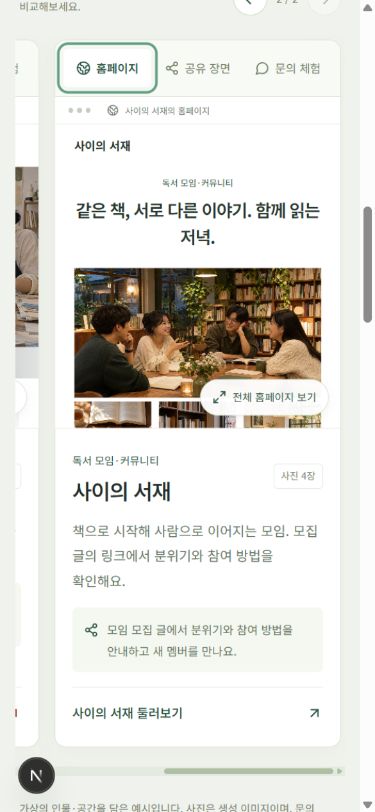 비교해보세요.
2 / 2
홈페이지
공유 장면
문의 체험
사이의 서재의 홈페이지
사이의 서재
독서 모임·커뮤니티
같은 책, 서로 다른 이야기. 함께 읽는
저녁.
전체 홈페이지 보기
독서 모임·커뮤니티
사이의 서재
사진 4장
책으로 시작해 사람으로 이어지는 모임. 모집
글의 링크에서 분위기와 참여 방법을
확인해요.
모임 모집 글에서 분위기와 참여 방법을
안내하고 새 멤버를 만나요.
사이의 서재 둘러보기
N
가상의 인물·공간을 담은 예시입니다. 사진은 생성 이미지이며, 문의